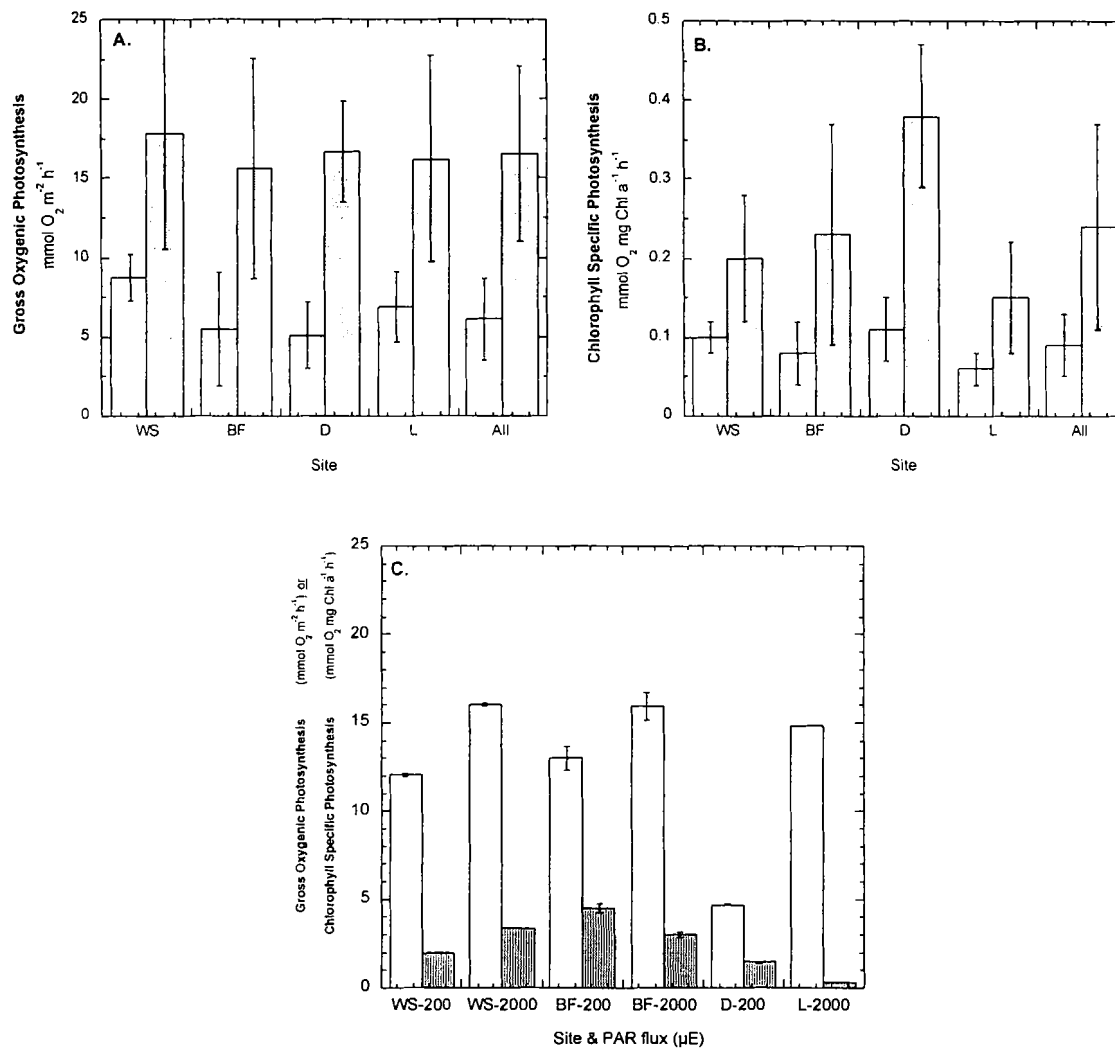 A.
25
20
15
10
5
0
Gross Oxygenic Photosynthesis
mmol O₂ m⁻² h⁻¹
WS BF D L All
Site
B.
0.5
0.4
0.3
0.2
0.1
0
Chlorophyll Specific Photosynthesis
mmol O₂ mg Chl a⁻¹ h⁻¹
WS BF D L All
Site
C.
25
20
15
10
5
0
Gross Oxygenic Photosynthesis (mmol O₂ m⁻² h⁻¹) or
Chlorophyll Specific Photosynthesis (mmol O₂ mg Chl a⁻¹ h⁻¹)
WS-200 WS-2000 BF-200 BF-2000 D-200 L-2000
Site & PAR flux (µE)